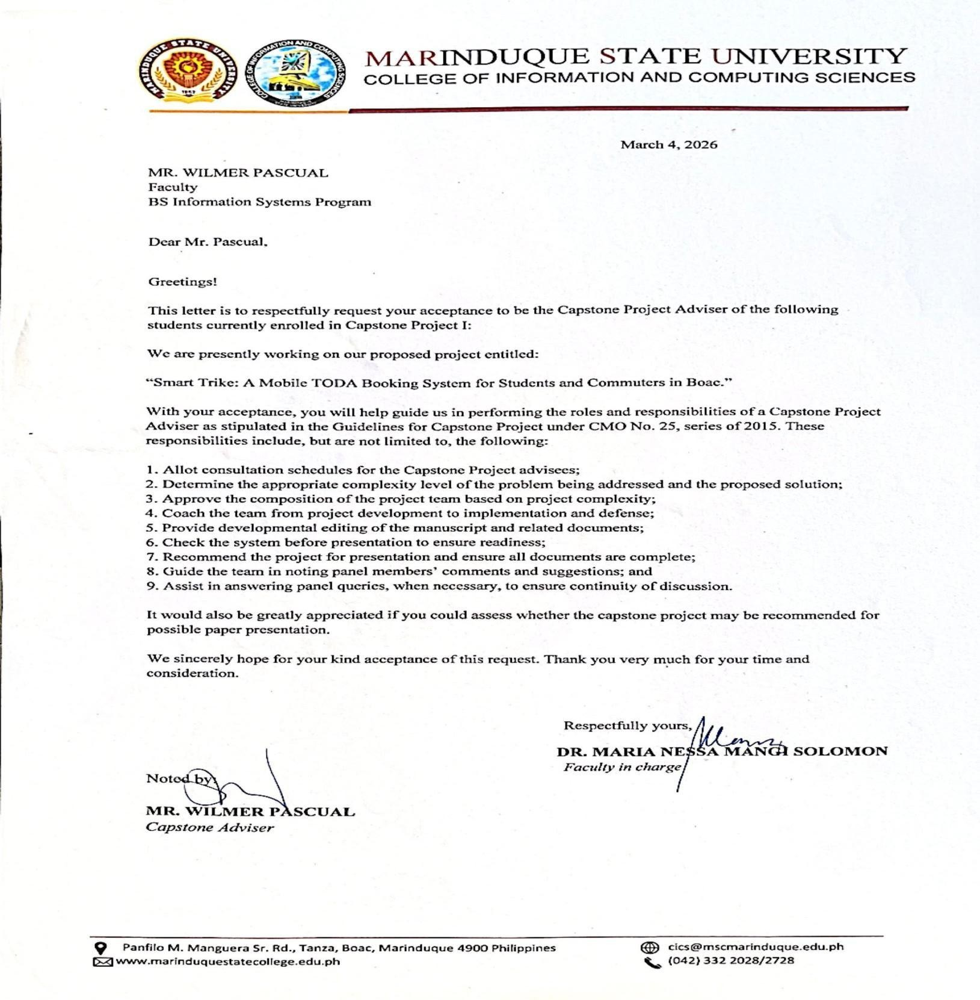 MARINDUQUE STATE UNIVERSITY
COLLEGE OF INFORMATION AND COMPUTING SCIENCES
MARINDUQUE STATE UNIVERSITY
1952
COLLEGE OF INFORMATION AND COMPUTING SCIENCES
March 4, 2026
MR. WILMER PASCUAL
Faculty
BS Information Systems Program
Dear Mr. Pascual,
Greetings!
This letter is to respectfully request your acceptance to be the Capstone Project Adviser of the following
students currently enrolled in Capstone Project I:
We are presently working on our proposed project entitled:
“Smart Trike: A Mobile TODA Booking System for Students and Commuters in Boac.”
With your acceptance, you will help guide us in performing the roles and responsibilities of a Capstone Project
Adviser as stipulated in the Guidelines for Capstone Project under CMO No. 25, series of 2015. These
responsibilities include, but are not limited to, the following:
1. Allot consultation schedules for the Capstone Project advisees;
2. Determine the appropriate complexity level of the problem being addressed and the proposed solution;
3. Approve the composition of the project team based on project complexity;
4. Coach the team from project development to implementation and defense;
5. Provide developmental editing of the manuscript and related documents;
6. Check the system before presentation to ensure readiness;
7. Recommend the project for presentation and ensure all documents are complete;
8. Guide the team in noting panel members’ comments and suggestions; and
9. Assist in answering panel queries, when necessary, to ensure continuity of discussion.
It would also be greatly appreciated if you could assess whether the capstone project may be recommended for
possible paper presentation.
We sincerely hope for your kind acceptance of this request. Thank you very much for your time and
consideration.
Respectfully yours,
DR. MARIA NESSA MANGI SOLOMON
Faculty in charge
Noted by:
MR. WILMER PASCUAL
Capstone Adviser
Panfilo M. Manguera Sr. Rd., Tanza, Boac, Marinduque 4900 Philippines
www.marinduquestatecollege.edu.ph
cics@mscmarinduque.edu.ph
(042) 332 2028/2728